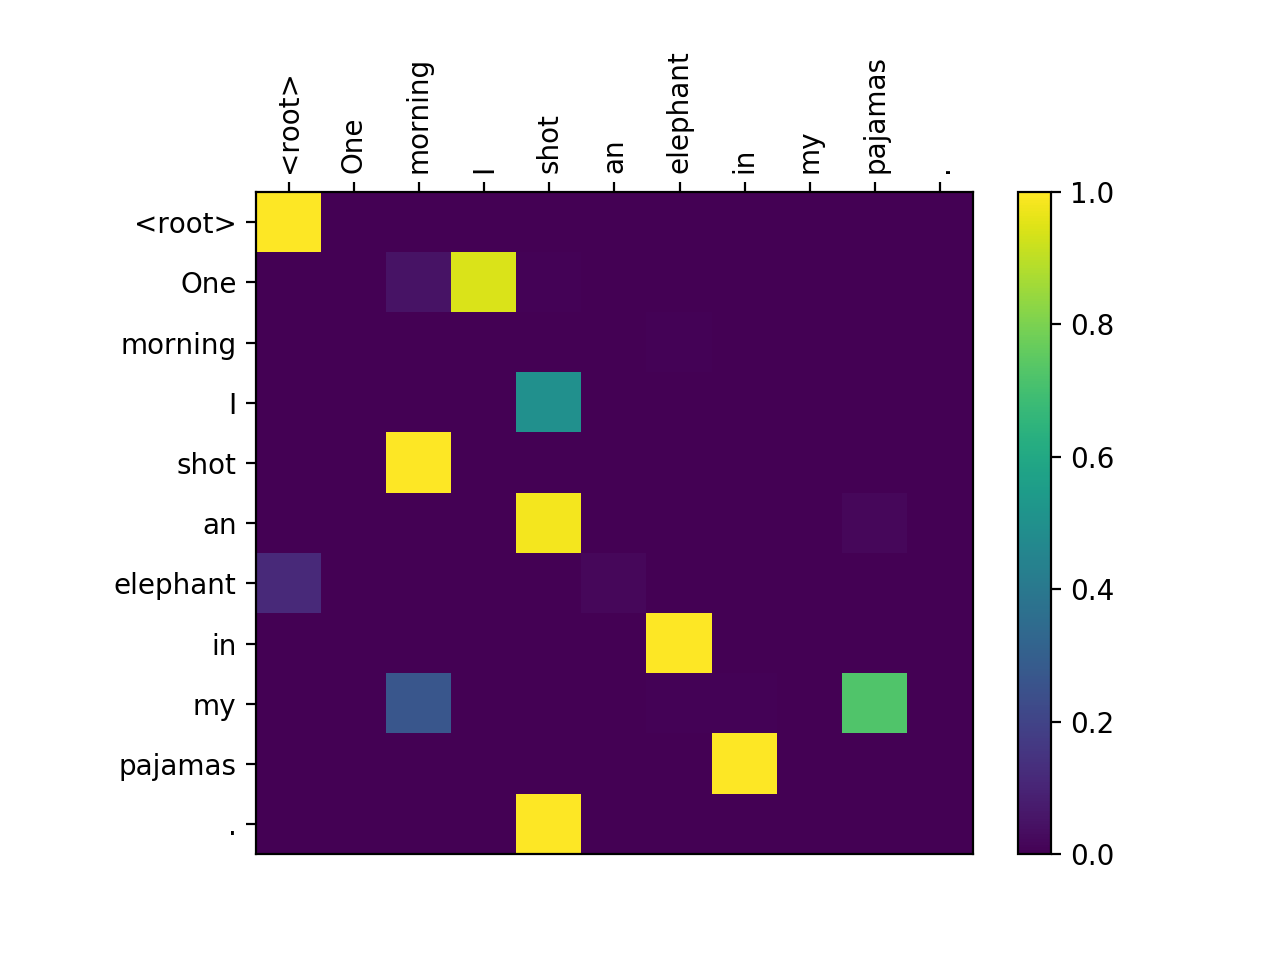 <root>
One
morning
I
shot
an
elephant
in
my
pajamas
.
<root>
One
morning
I
shot
an
elephant
in
my
pajamas
.
1.0
0.8
0.6
0.4
0.2
0.0